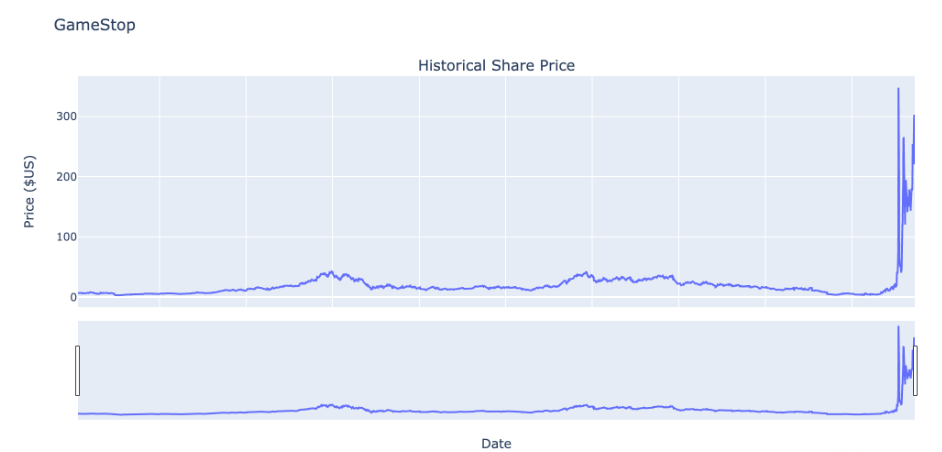 GameStop
Historical Share Price
Price ($US)
300
200
100
0
Date